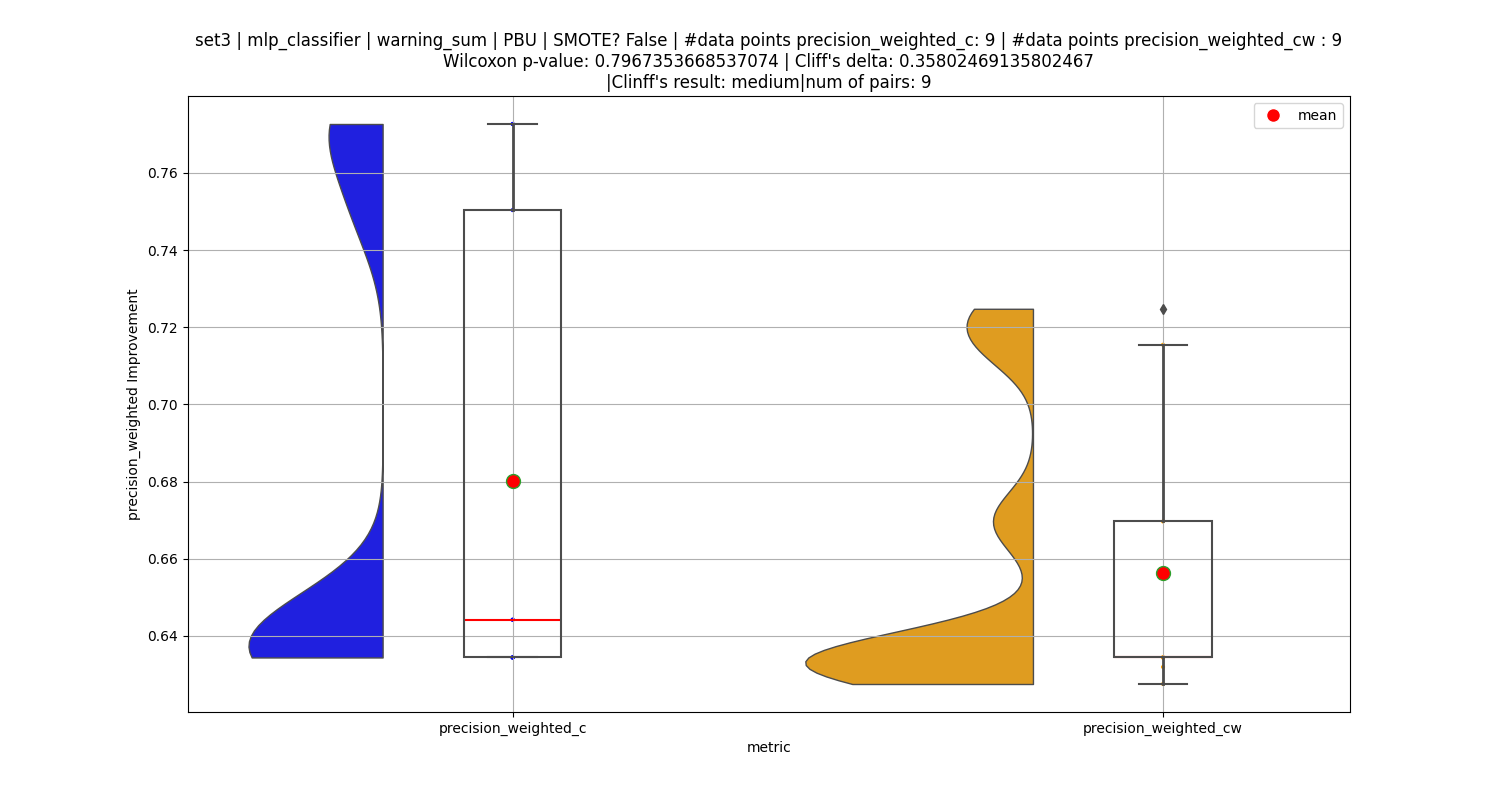 set3 | mlp_classifier | warning_sum | PBU | SMOTE? False | #data points precision_weighted_c: 9 | #data points precision_weighted_cw : 9
Wilcoxon p-value: 0.7967353668537074 | Cliff's delta: 0.35802469135802467
|Clinff's result: medium|num of pairs: 9
mean
0.76
0.74
0.72
0.70
0.68
0.66
0.64
precision_weighted Improvement
precision_weighted_c
precision_weighted_cw
metric